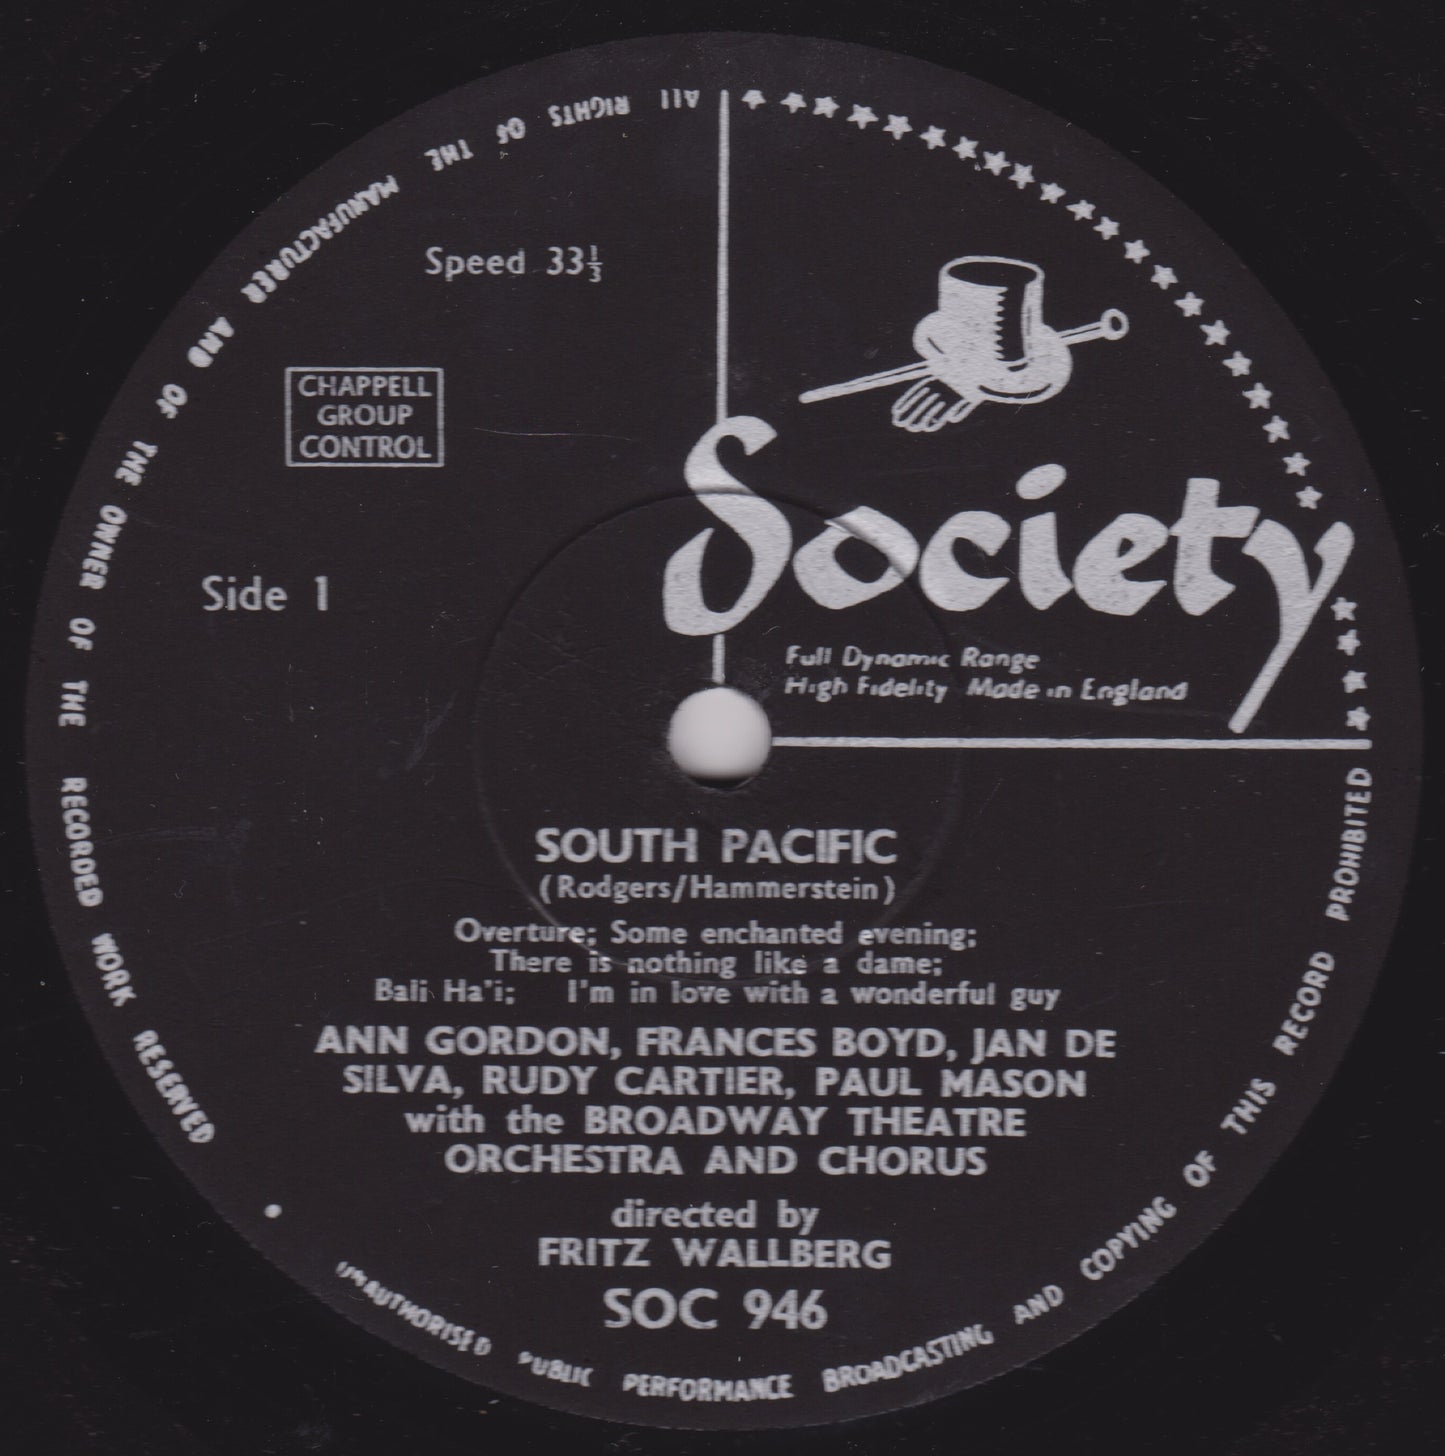 ALL RIGHTS OF THE MANUFACTURER AND OF THE OWNER OF THE RECORDED WORK RESERVED
Speed 33⅓
CHAPPELL
GROUP
CONTROL
Side 1
Society
Full Dynamic Range
High Fidelity Made in England
SOUTH PACIFIC
(Rodgers/Hammerstein)
Overture; Some enchanted evening;
There is nothing like a dame;
Bali Ha'i; I'm in love with a wonderful guy
ANN GORDON, FRANCES BOYD, JAN DE
SILVA, RUDY CARTIER, PAUL MASON
with the BROADWAY THEATRE
ORCHESTRA AND CHORUS
directed by
FRITZ WALLBERG
SOC 946
UNAUTHORISED PUBLIC PERFORMANCE BROADCASTING AND COPYING OF THIS RECORD PROHIBITED